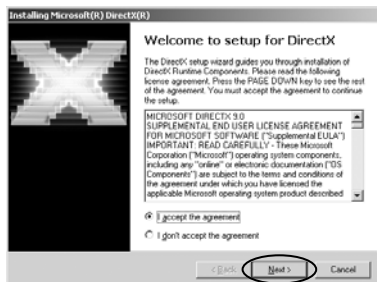 Installing Microsoft(R) DirectX(R)
Welcome to setup for DirectX
The DirectX setup wizard guides you through installation of
DirectX Runtime Components. Please read the following
license agreement. Press the PAGE DOWN key to see the rest
of the agreement. You must accept the agreement to continue
the setup.
MICROSOFT DIRECTX 9.0
SUPPLEMENTAL END USER LICENSE AGREEMENT
FOR MICROSOFT SOFTWARE ("Supplemental EULA")
IMPORTANT: READ CAREFULLY - These Microsoft
Corporation ("Microsoft") operating system components,
including any "online" or electronic documentation ("OS
Components") are subject to the terms and conditions of
the agreement under which you have licensed the
applicable Microsoft operating system product described
I accept the agreement
I don't accept the agreement
< Back Next > Cancel